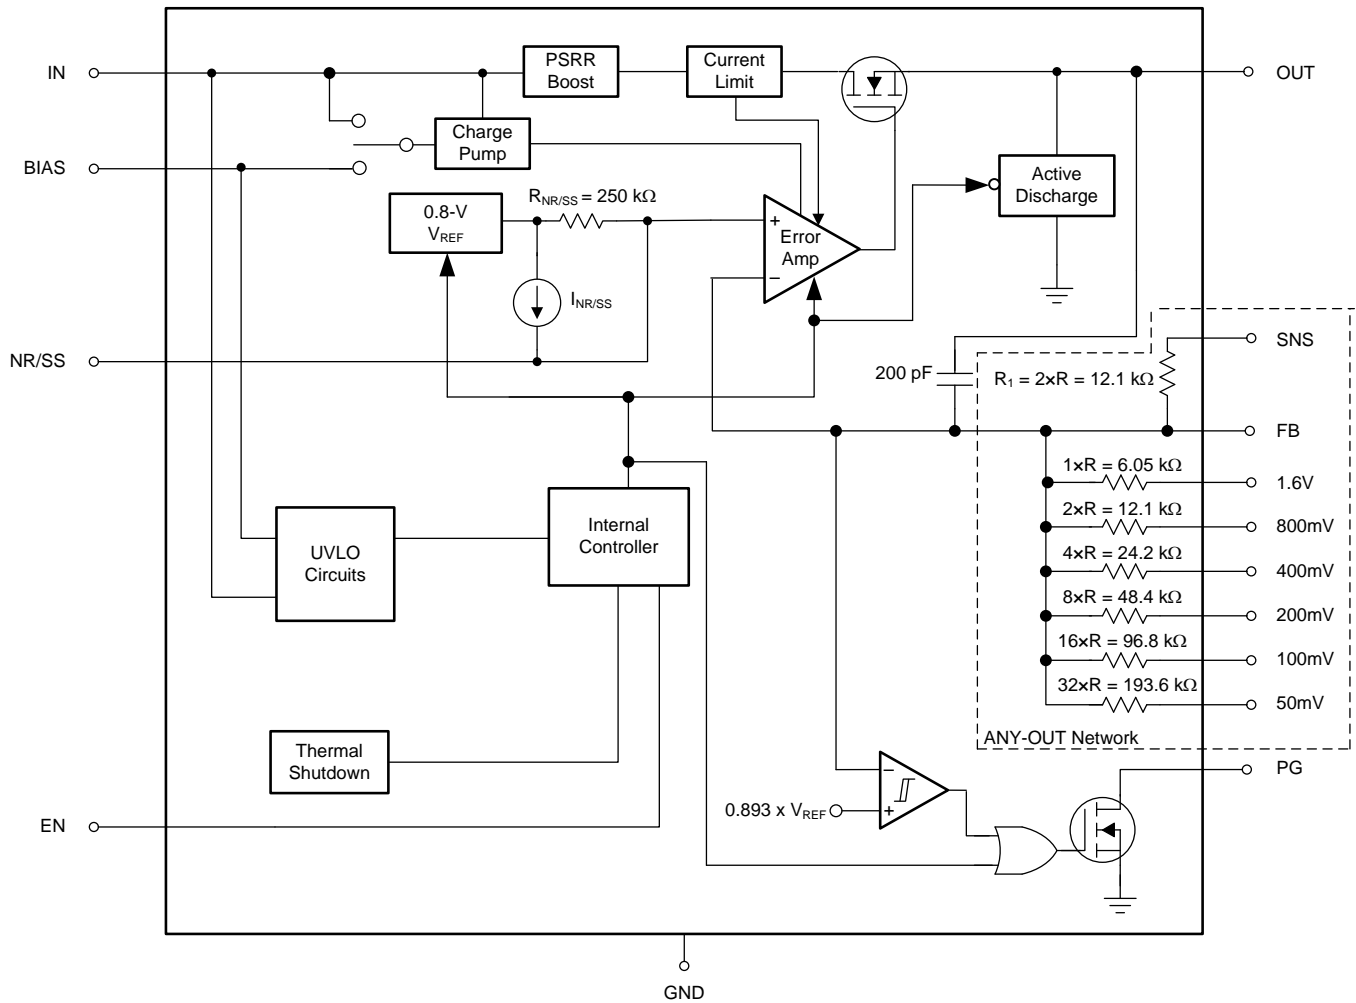 IN
PSRR
Boost
Current
Limit
OUT
Charge
Pump
BIAS
Active
Discharge
0.8-V
VREF
RNR/SS = 250 kΩ
+
Error
Amp
−
INR/SS
NR/SS
SNS
200 pF
R1 = 2×R = 12.1 kΩ
FB
1×R = 6.05 kΩ
1.6V
2×R = 12.1 kΩ
800mV
4×R = 24.2 kΩ
400mV
8×R = 48.4 kΩ
200mV
16×R = 96.8 kΩ
100mV
32×R = 193.6 kΩ
50mV
ANY-OUT Network
UVLO
Circuits
Internal
Controller
Thermal
Shutdown
PG
−
0.893 x VREF
+
EN
GND